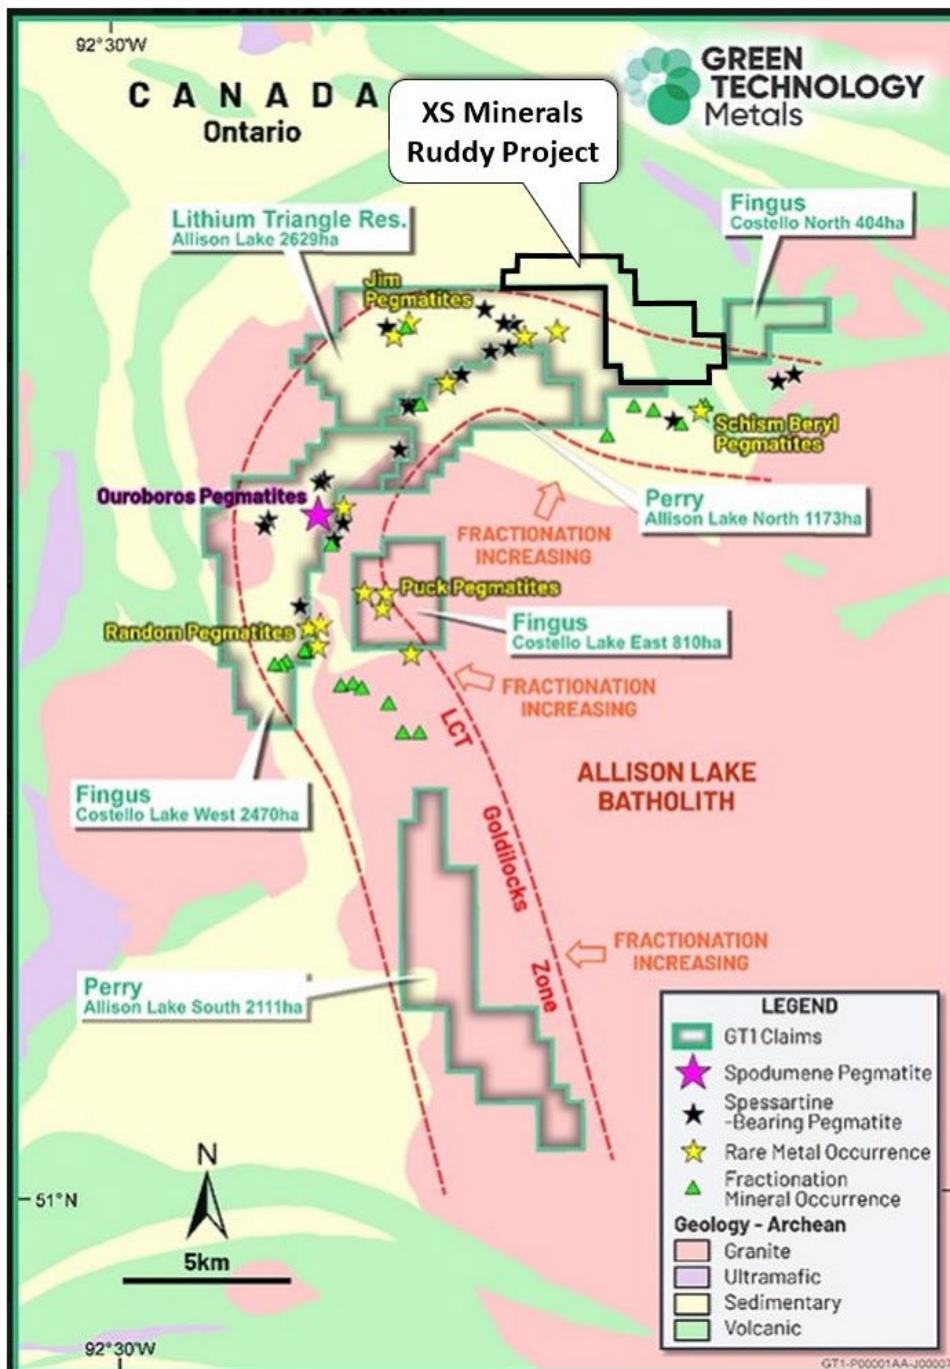 92°30'W
CANADA
Ontario
GREEN
TECHNOLOGY
Metals
XS Minerals
Ruddy Project
Fingus
Costello North 404ha
Lithium Triangle Res.
Allison Lake 2629ha
Jim
Pegmatites
Schism Beryl
Pegmatites
Ouroboros Pegmatites
Perry
Allison Lake North 1173ha
FRACTIONATION
INCREASING
Puck Pegmatites
Random Pegmatites
Fingus
Costello Lake East 810ha
FRACTIONATION
INCREASING
LCT
Goldilocks
Zone
ALLISON LAKE
BATHOLITH
Fingus
Costello Lake West 2470ha
FRACTIONATION
INCREASING
Perry
Allison Lake South 2111ha
LEGEND
GT1 Claims
Spodumene Pegmatite
Spessartine
-Bearing Pegmatite
Rare Metal Occurrence
Fractionation
Mineral Occurrence
Geology - Archean
Granite
Ultramafic
Sedimentary
Volcanic
N
51°N
5km
92°30'W